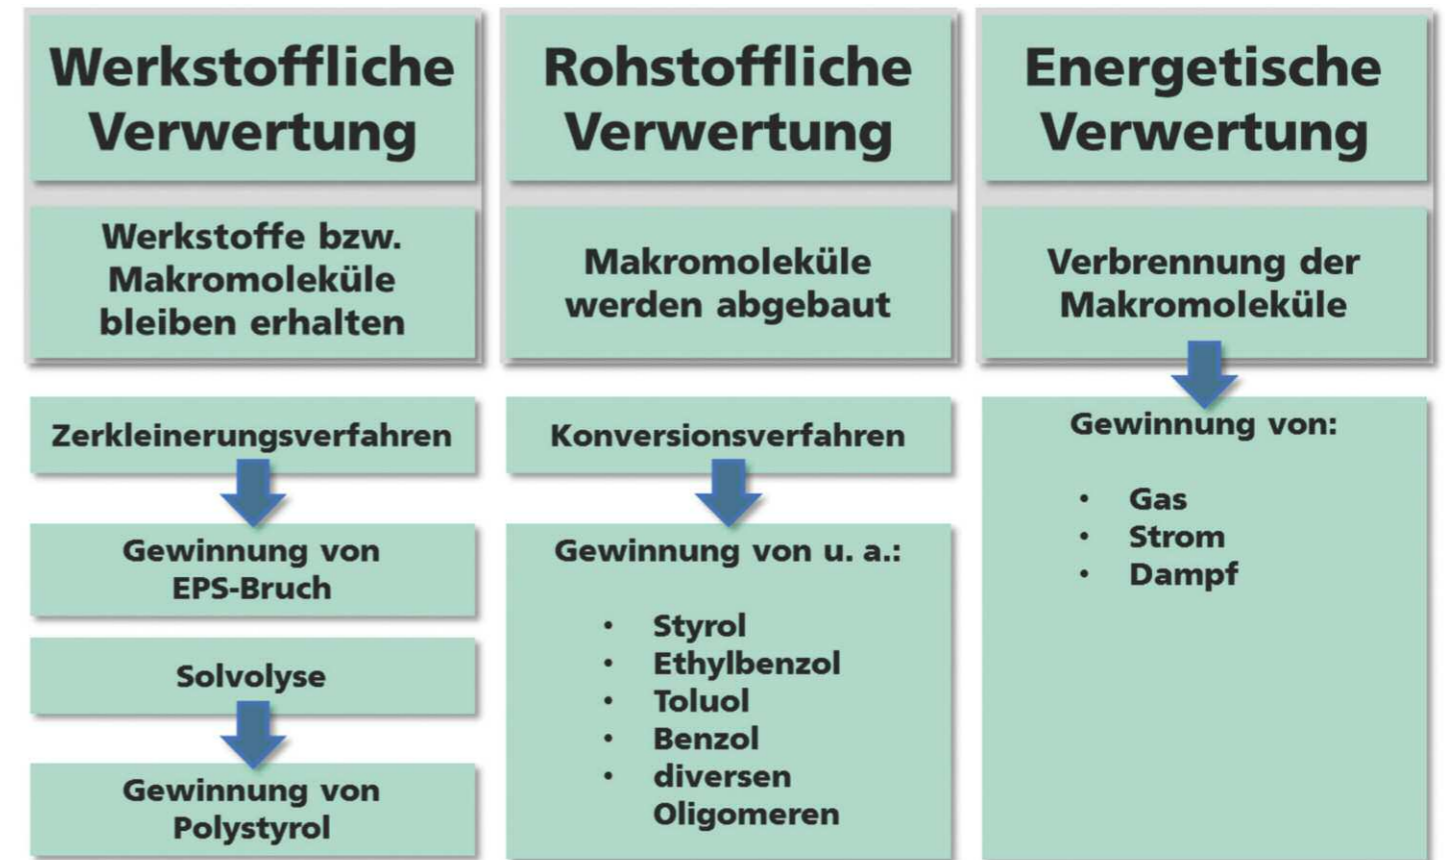 Werkstoffliche
Verwertung
Werkstoffe bzw.
Makromoleküle
bleiben erhalten
Zerkleinerungsverfahren
Gewinnung von
EPS-Bruch
Solvolyse
Gewinnung von
Polystyrol
Rohstoffliche
Verwertung
Makromoleküle
werden abgebaut
Konversionsverfahren
Gewinnung von u. a.:
• Styrol
• Ethylbenzol
• Toluol
• Benzol
• diversen
Oligomeren
Energetische
Verwertung
Verbrennung der
Makromoleküle
Gewinnung von:
• Gas
• Strom
• Dampf